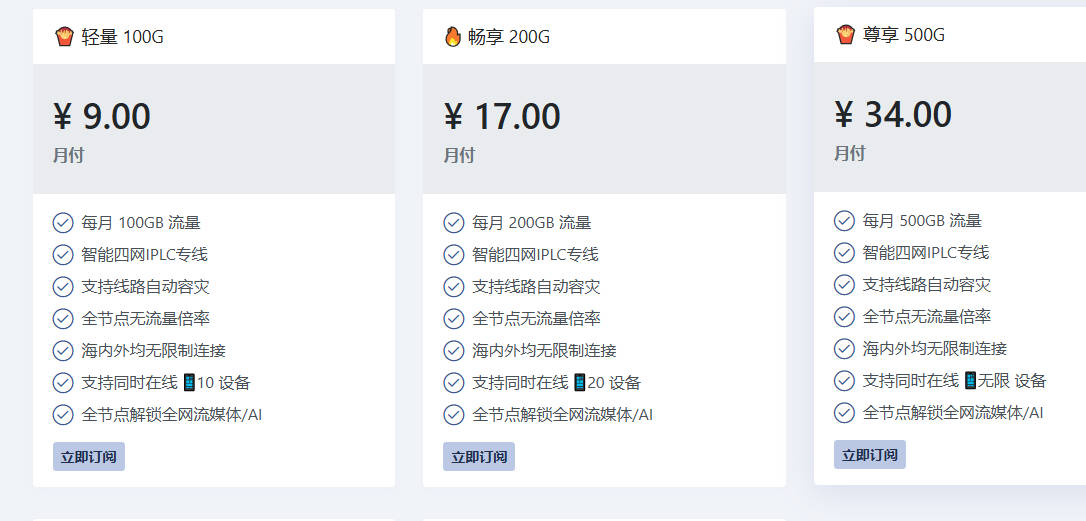 轻量 100G
¥ 9.00
月付
每月 100GB 流量
智能四网IPLC专线
支持线路自动容灾
全节点无流量倍率
海内外均无限制连接
支持同时在线 📱10 设备
全节点解锁全网流媒体/AI
立即订阅
畅享 200G
¥ 17.00
月付
每月 200GB 流量
智能四网IPLC专线
支持线路自动容灾
全节点无流量倍率
海内外均无限制连接
支持同时在线 📱20 设备
全节点解锁全网流媒体/AI
立即订阅
尊享 500G
¥ 34.00
月付
每月 500GB 流量
智能四网IPLC专线
支持线路自动容灾
全节点无流量倍率
海内外均无限制连接
支持同时在线 📱无限 设备
全节点解锁全网流媒体/AI
立即订阅